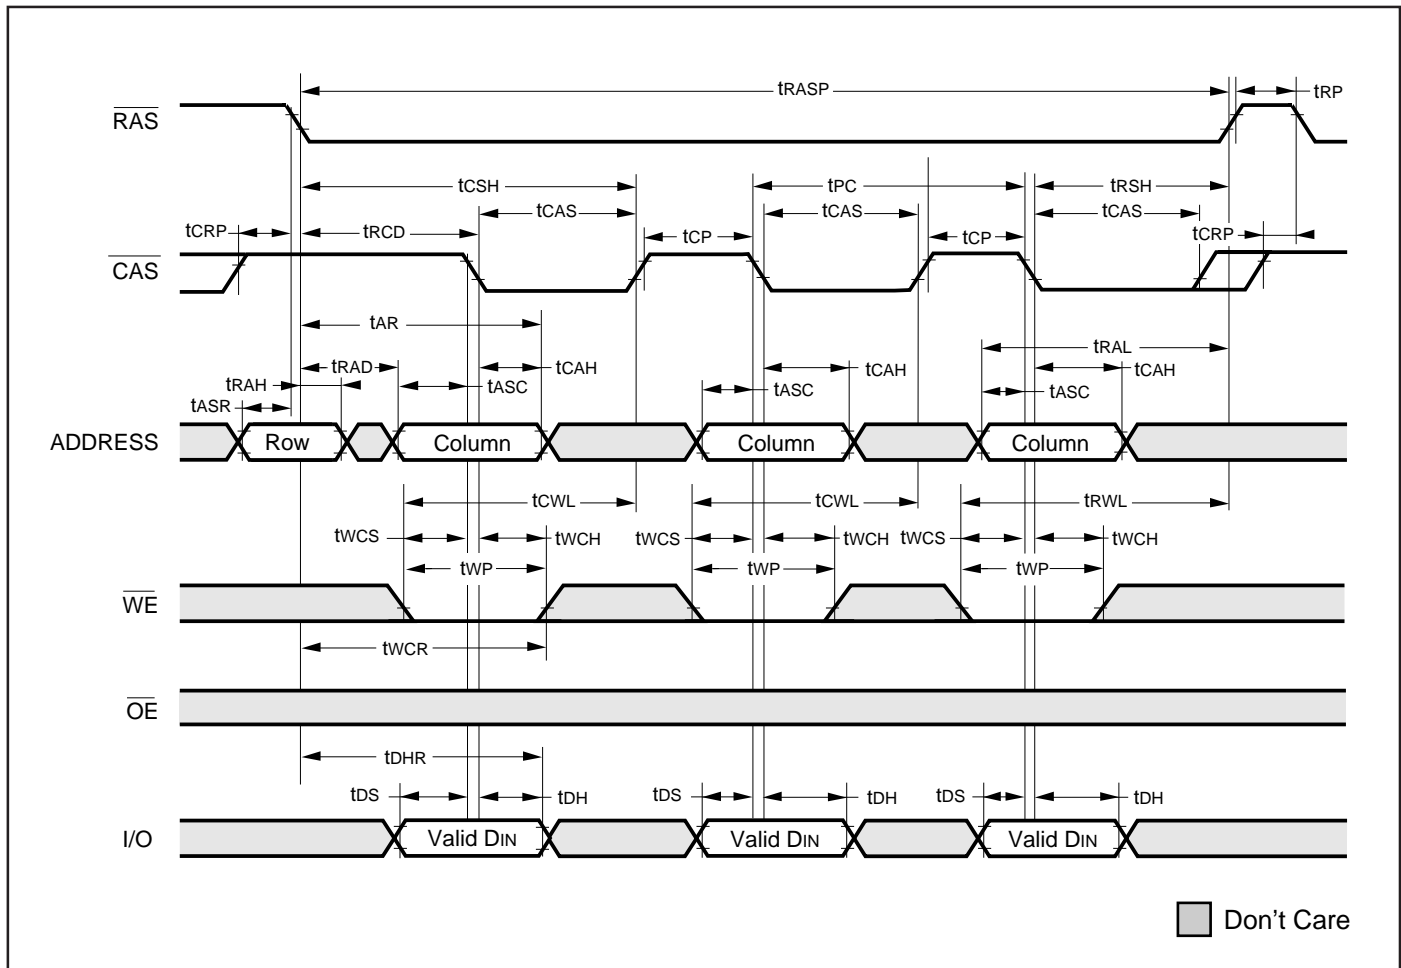 tRASP
tRP
RAS
tCSH
tPC
tRSH
tCAS
tCAS
tCAS
tCRP
tRCD
tCP
tCP
tCRP
CAS
tAR
tRAL
tRAD
tCAH
tCAH
tCAH
tRAH
tASC
tASC
tASC
tASR
ADDRESS
Row
Column
Column
Column
tCWL
tCWL
tRWL
tWCS
tWCH
tWCS
tWCH
tWCS
tWCH
tWP
tWP
tWP
WE
tWCR
OE
tDHR
tDS
tDH
tDS
tDH
tDS
tDH
I/O
Valid DIN
Valid DIN
Valid DIN
Don't Care